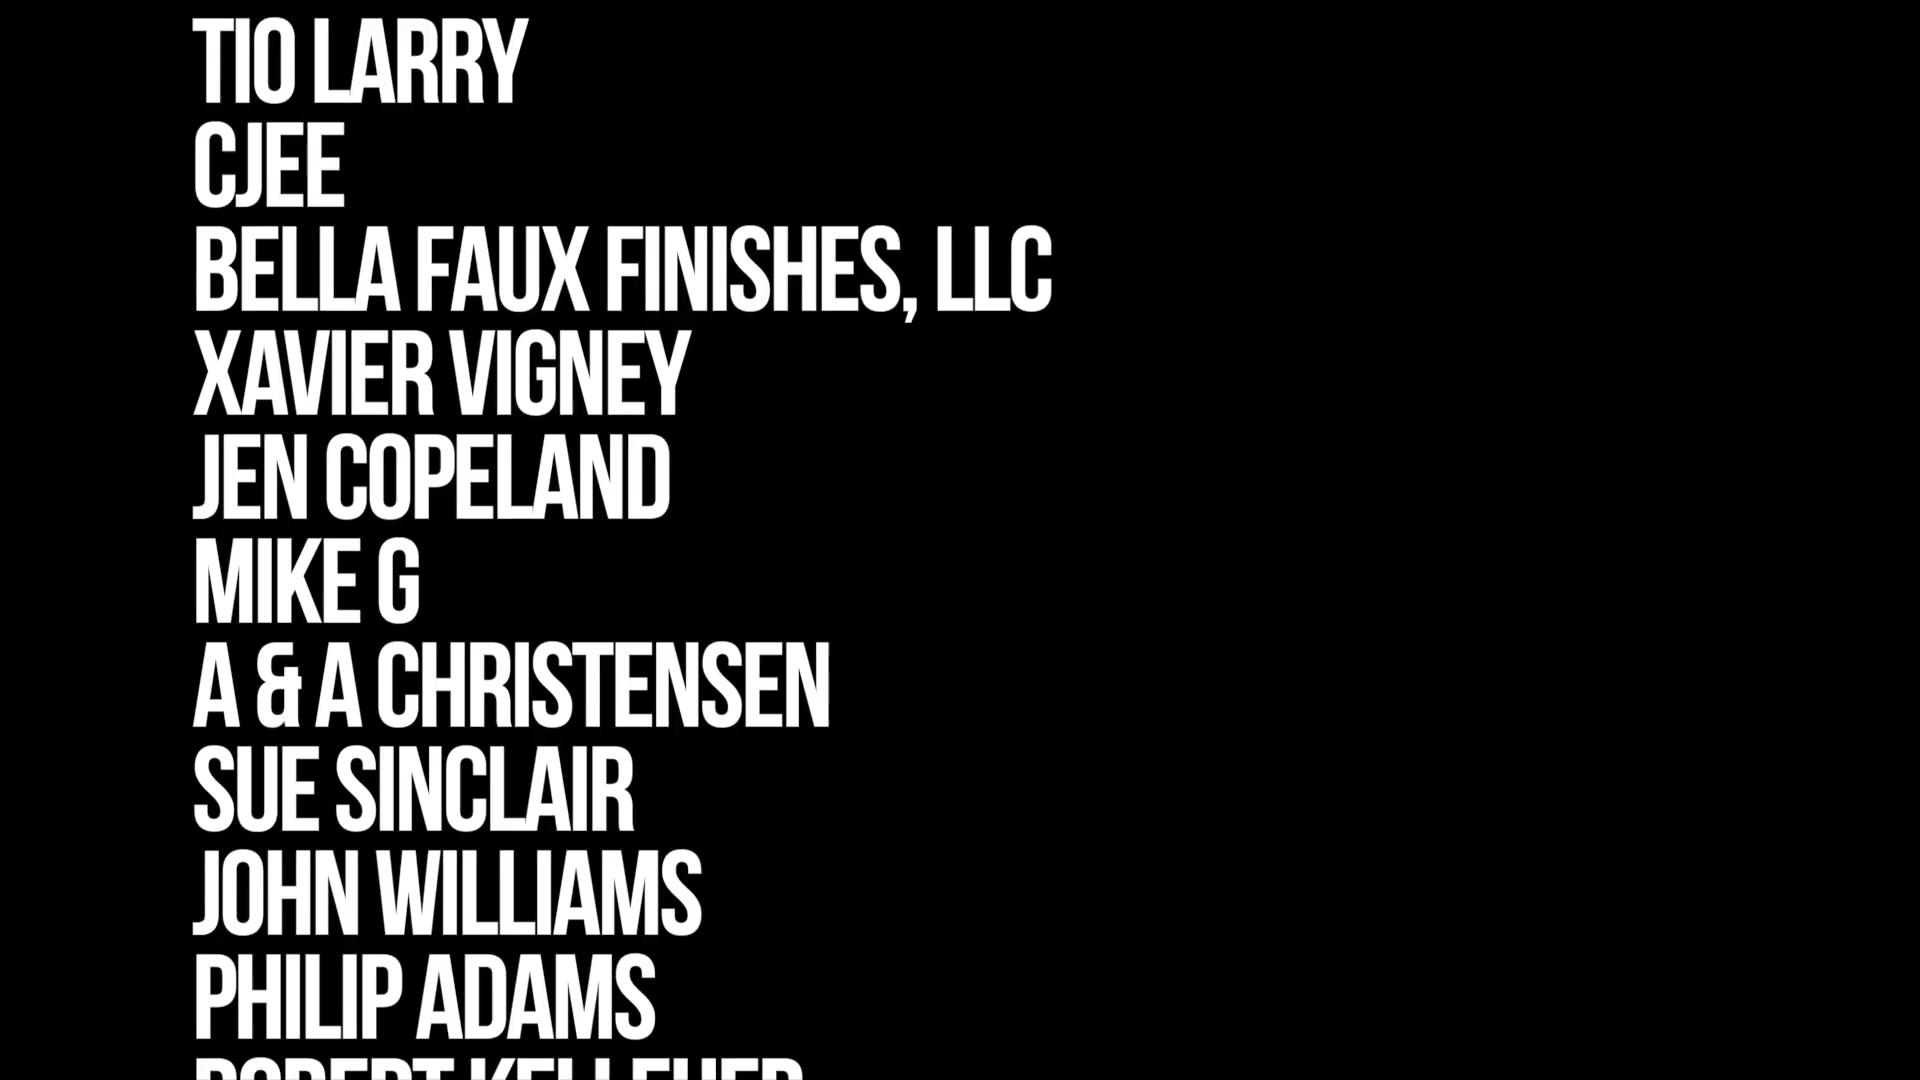 TIO LARRY
CJEE
BELLA FAUX FINISHES, LLC
XAVIER VIGNEY
JEN COPELAND
MIKE G
A & A CHRISTENSEN
SUE SINCLAIR
JOHN WILLIAMS
PHILIP ADAMS
ROBERT KELLEHER